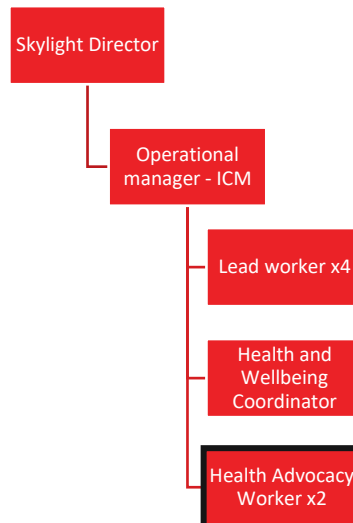 Skylight Director
Operational
manager - ICM
Lead worker x4
Health and
Wellbeing
Coordinator
Health Advocacy
Worker x2